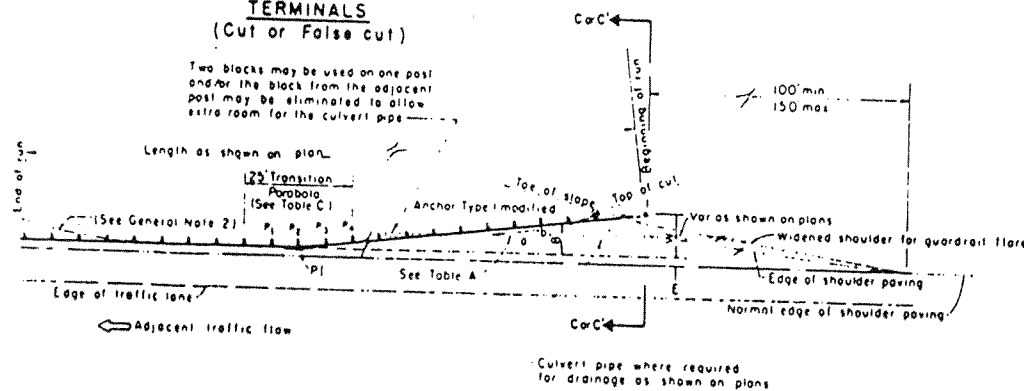 TERMINALS
(Cut or False cut)
C or C'
Two blocks may be used on one post
and/or the block from the adjacent
post may be eliminated to allow
extra room for the culvert pipe
100' min
150 max
Beginning of run
End of run
Length as shown on plan
25' Transition
Parabola
(See Table C)
Toe of slope
Top of cut
(See General Note 2)
P1 P2 P3 P4
Anchor Type I modified
Var as shown on plans
W
Widened shoulder for guardrail flare
PI
See Table A
E
Edge of shoulder paving
Edge of traffic lane
Normal edge of shoulder paving
Adjacent traffic flow
C or C'
Culvert pipe where required
for drainage as shown on plans